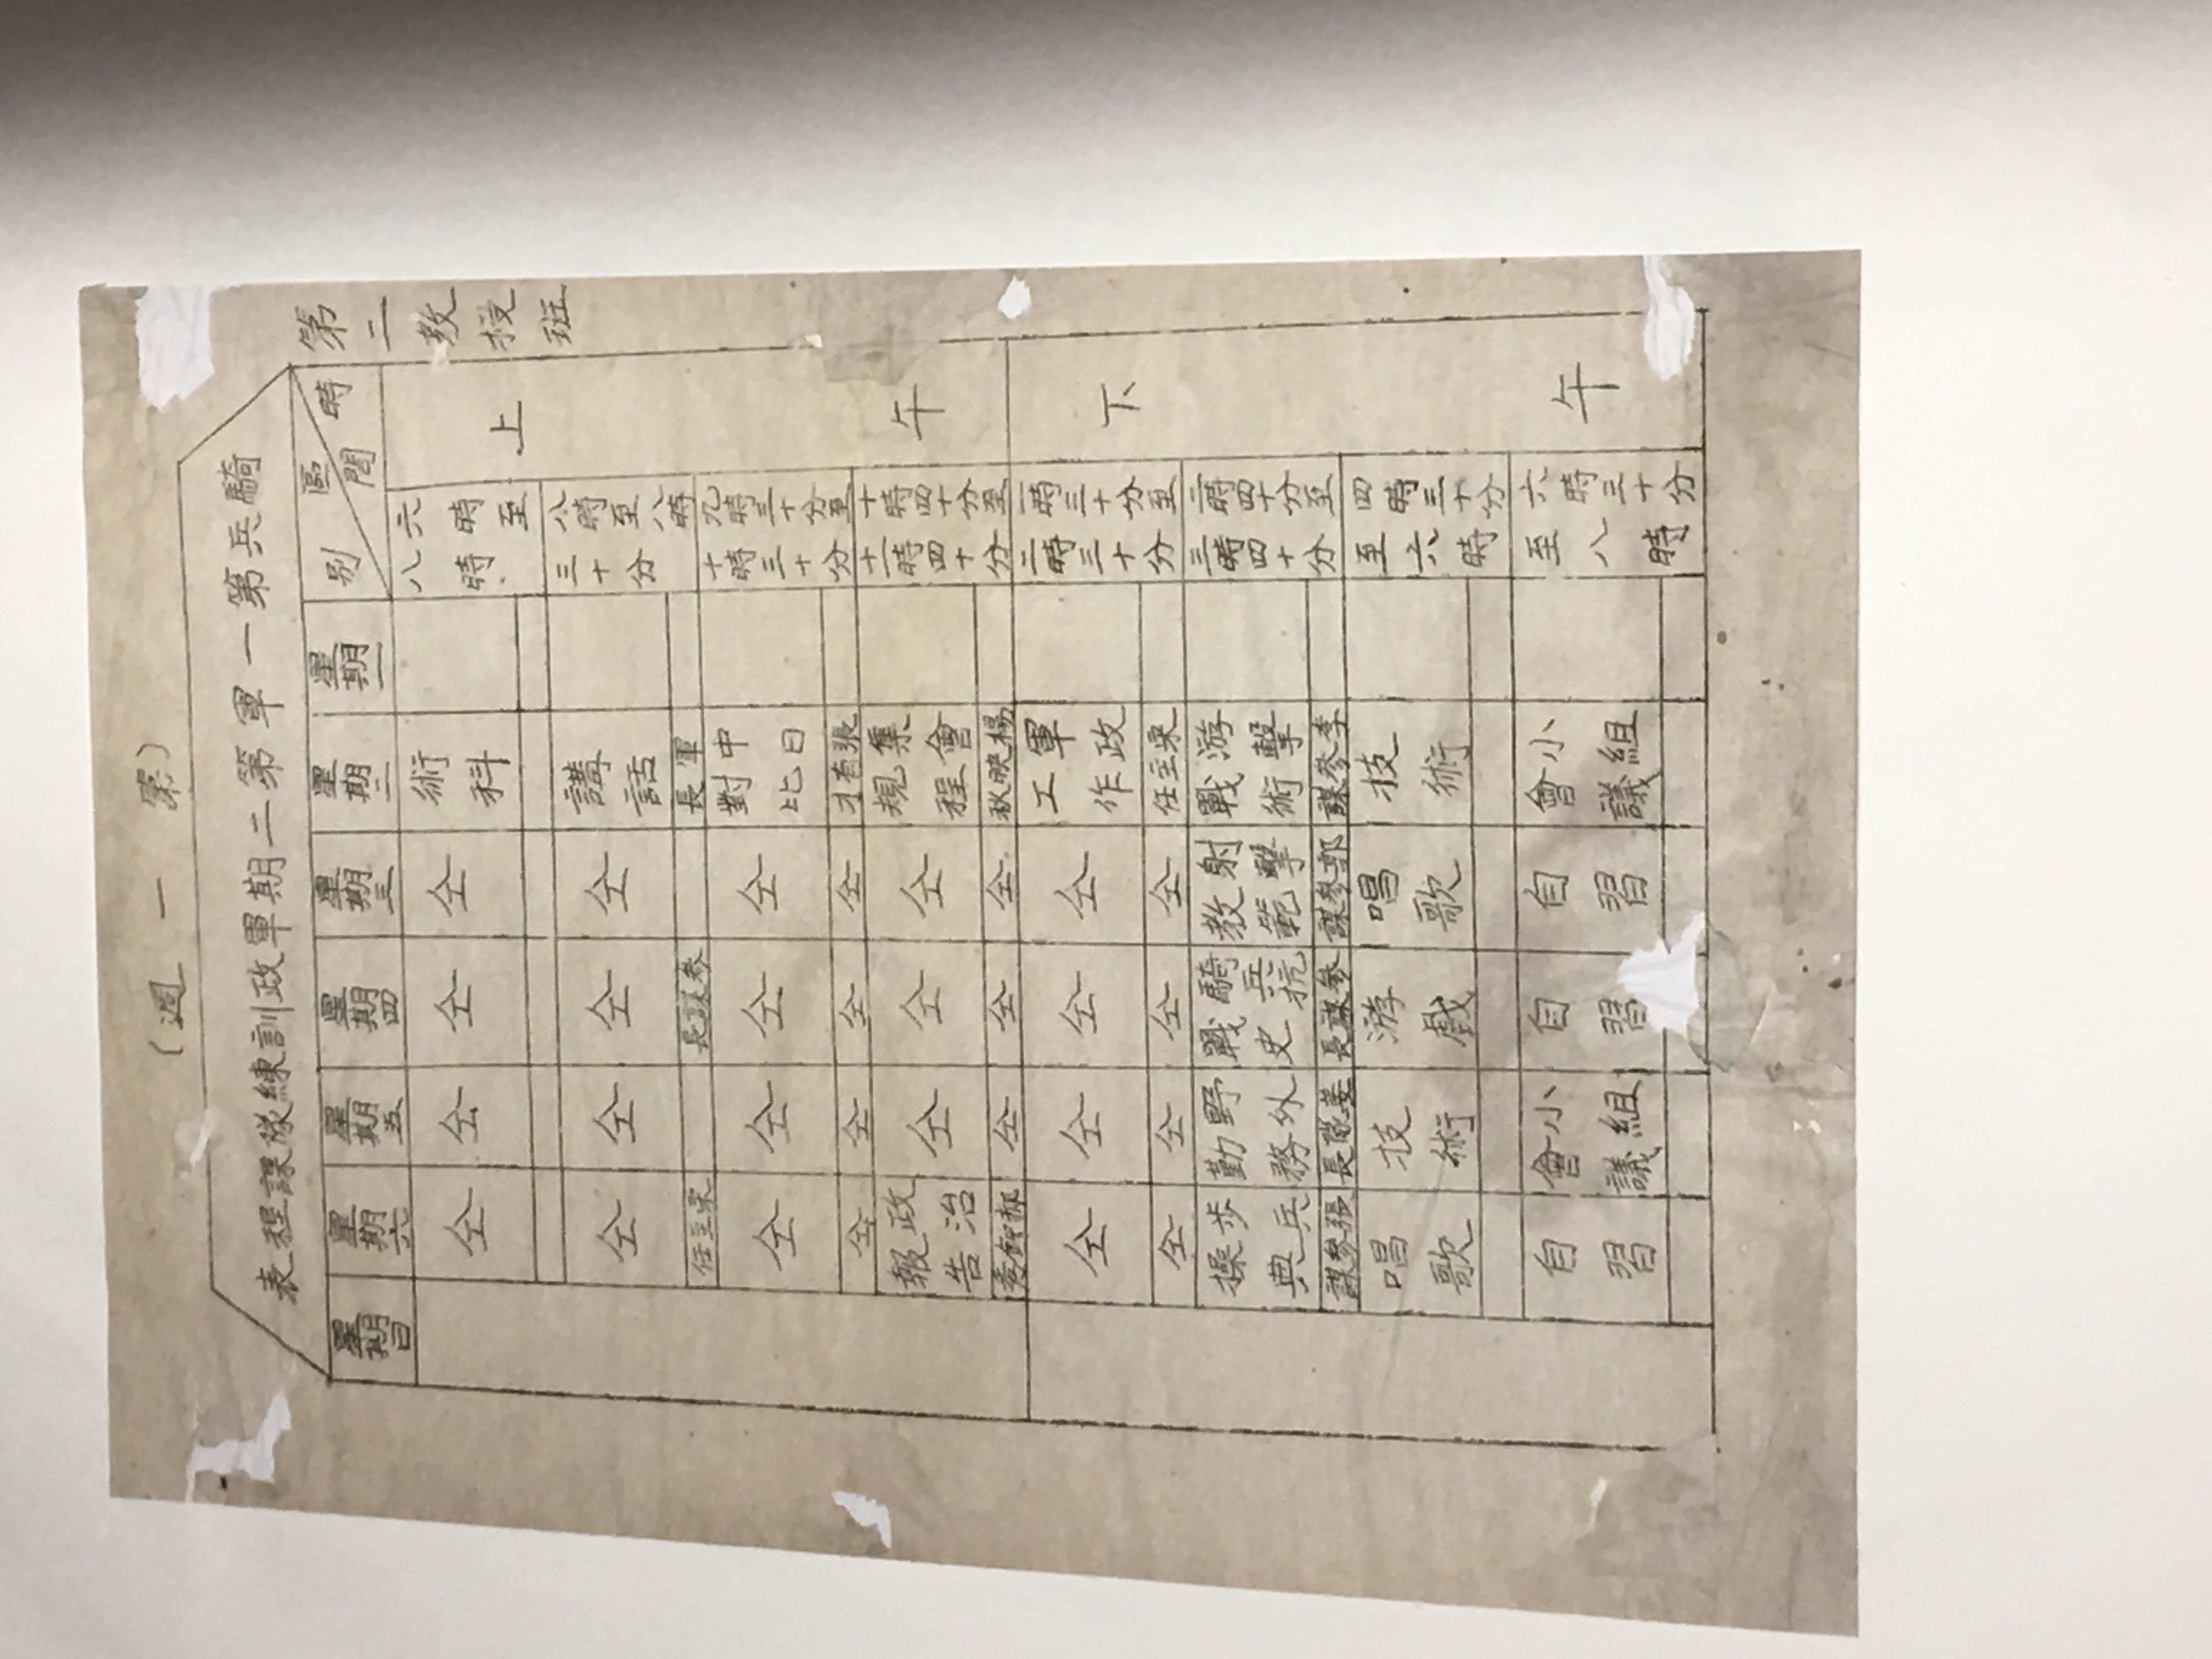 （第一週）
騎兵第一軍第二期軍政訓練隊課程表
第二教授班
時間
區別
星期一
星期二
星期三
星期四
星期五
星期六
星期日
上午
六時至八時
術科
仝
仝
仝
仝
八時至八時三十分
講話
仝
仝
仝
仝
軍長
參謀長
宋主任
九時三十分至十時三十分
中日對比
仝
仝
仝
仝
張有才
仝
仝
仝
仝
十時四十分至十一時四十分
集會規程
仝
仝
仝
政治報告
楊映秋
仝
仝
仝
下午
一時三十分至二時三十分
軍政工作
仝
仝
仝
仝
宋主任
仝
仝
仝
仝
二時四十分至三時四十分
游擊戰術
射擊教範
騎兵抗戰史
野外勤務
步兵操典
李參謀
郭參謀
參謀長
姜隊長
張參謀
四時三十分至六時
技術
唱歌
游戲
技術
唱歌
六時三十分至八時
小組會議
自習
自習
小組會議
自習